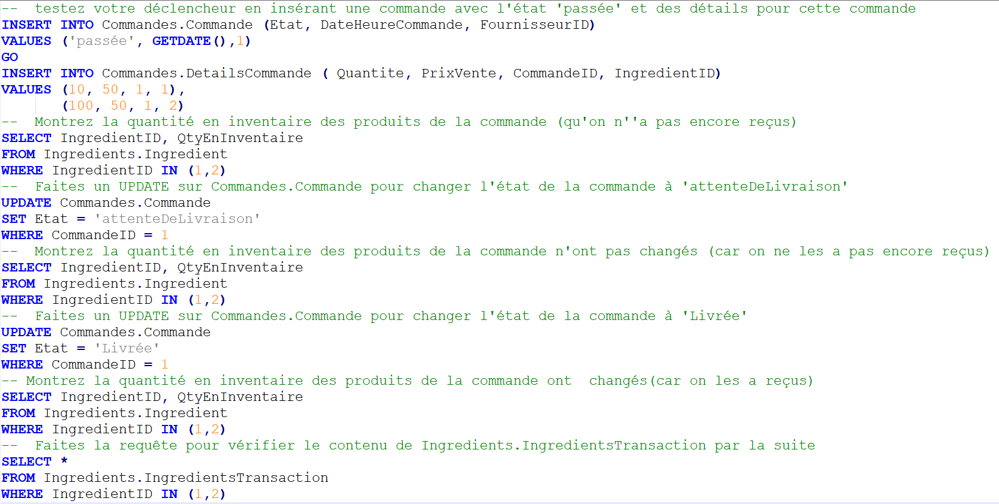 --  testez votre déclencheur en insérant une commande avec l'état 'passée' et des détails pour cette commande
INSERT INTO Commandes.Commande (Etat, DateHeureCommande, FournisseurID)
VALUES ('passée', GETDATE(),1)
GO
INSERT INTO Commandes.DetailsCommande ( Quantite, PrixVente, CommandeID, IngredientID)
VALUES (10, 50, 1, 1),
(100, 50, 1, 2)
--  Montrez la quantité en inventaire des produits de la commande (qu'on n''a pas encore reçus)
SELECT IngredientID, QtyEnInventaire
FROM Ingredients.Ingredient
WHERE IngredientID IN (1,2)
--  Faites un UPDATE sur Commandes.Commande pour changer l'état de la commande à 'attenteDeLivraison'
UPDATE Commandes.Commande
SET Etat = 'attenteDeLivraison'
WHERE CommandeID = 1
--  Montrez la quantité en inventaire des produits de la commande n'ont pas changés (car on ne les a pas encore reçus)
SELECT IngredientID, QtyEnInventaire
FROM Ingredients.Ingredient
WHERE IngredientID IN (1,2)
--  Faites un UPDATE sur Commandes.Commande pour changer l'état de la commande à 'Livrée'
UPDATE Commandes.Commande
SET Etat = 'Livrée'
WHERE CommandeID = 1
-- Montrez la quantité en inventaire des produits de la commande ont  changés(car on les a reçus)
SELECT IngredientID, QtyEnInventaire
FROM Ingredients.Ingredient
WHERE IngredientID IN (1,2)
--  Faites la requête pour vérifier le contenu de Ingredients.IngredientsTransaction par la suite
SELECT *
FROM Ingredients.IngredientsTransaction
WHERE IngredientID IN (1,2)